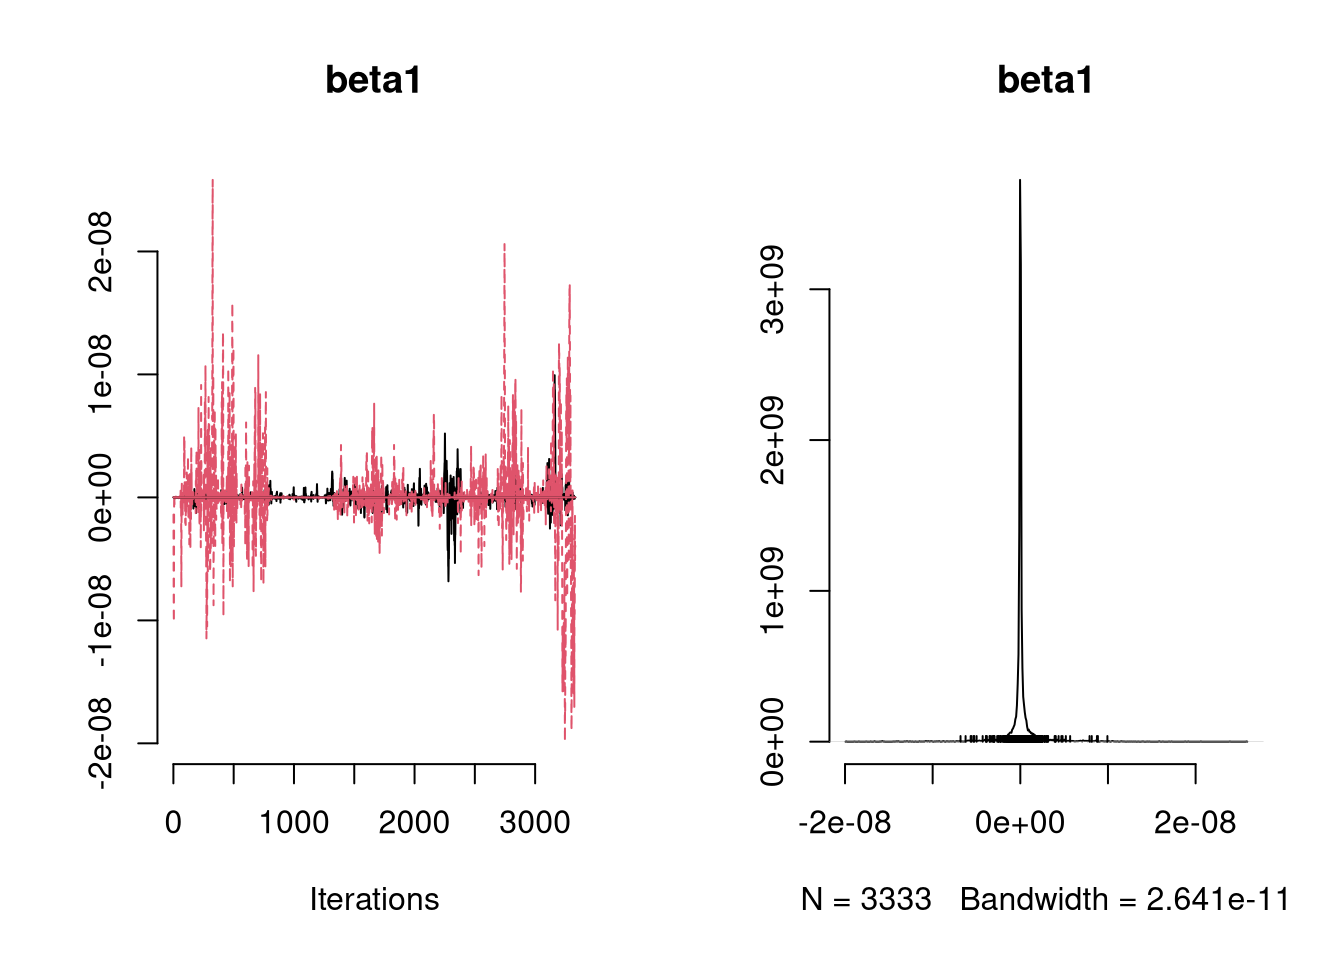 beta1
2e-08
1e-08
0e+00
-1e-08
-2e-08
0 1000 2000 3000
Iterations
beta1
3e+09
2e+09
1e+09
0e+00
-2e-08 0e+00 2e-08
N = 3333 Bandwidth = 2.641e-11